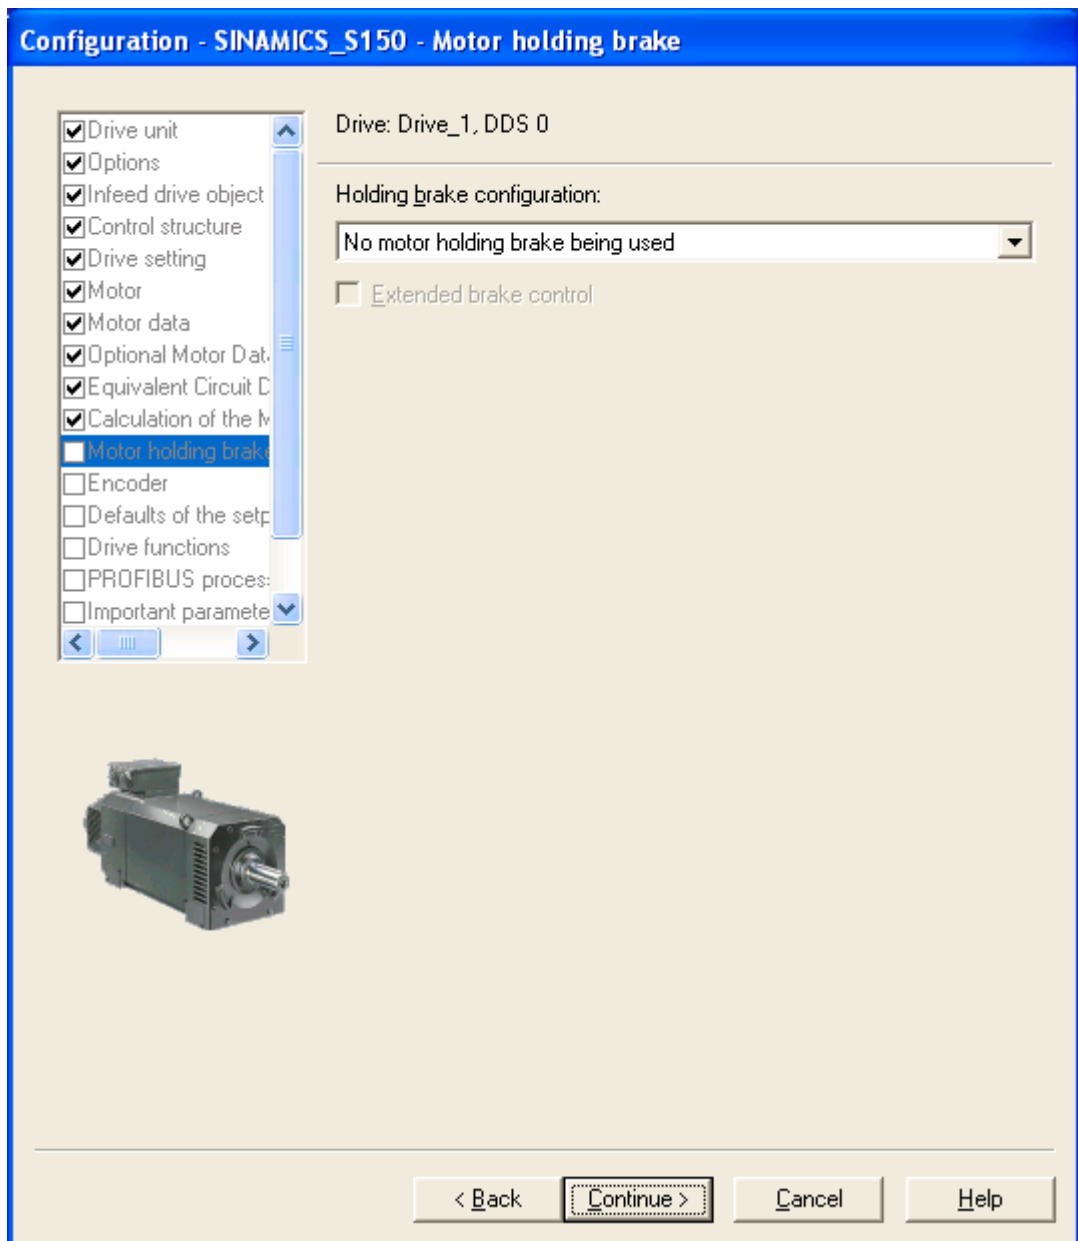 Configuration - SINAMICS_S150 - Motor holding brake
Drive unit
Options
Infeed drive object
Control structure
Drive setting
Motor
Motor data
Optional Motor Dat
Equivalent Circuit D
Calculation of the M
Motor holding brake
Encoder
Defaults of the setp
Drive functions
PROFIBUS process
Important paramete
Drive: Drive_1, DDS 0
Holding brake configuration:
No motor holding brake being used
Extended brake control
< Back
Continue >
Cancel
Help